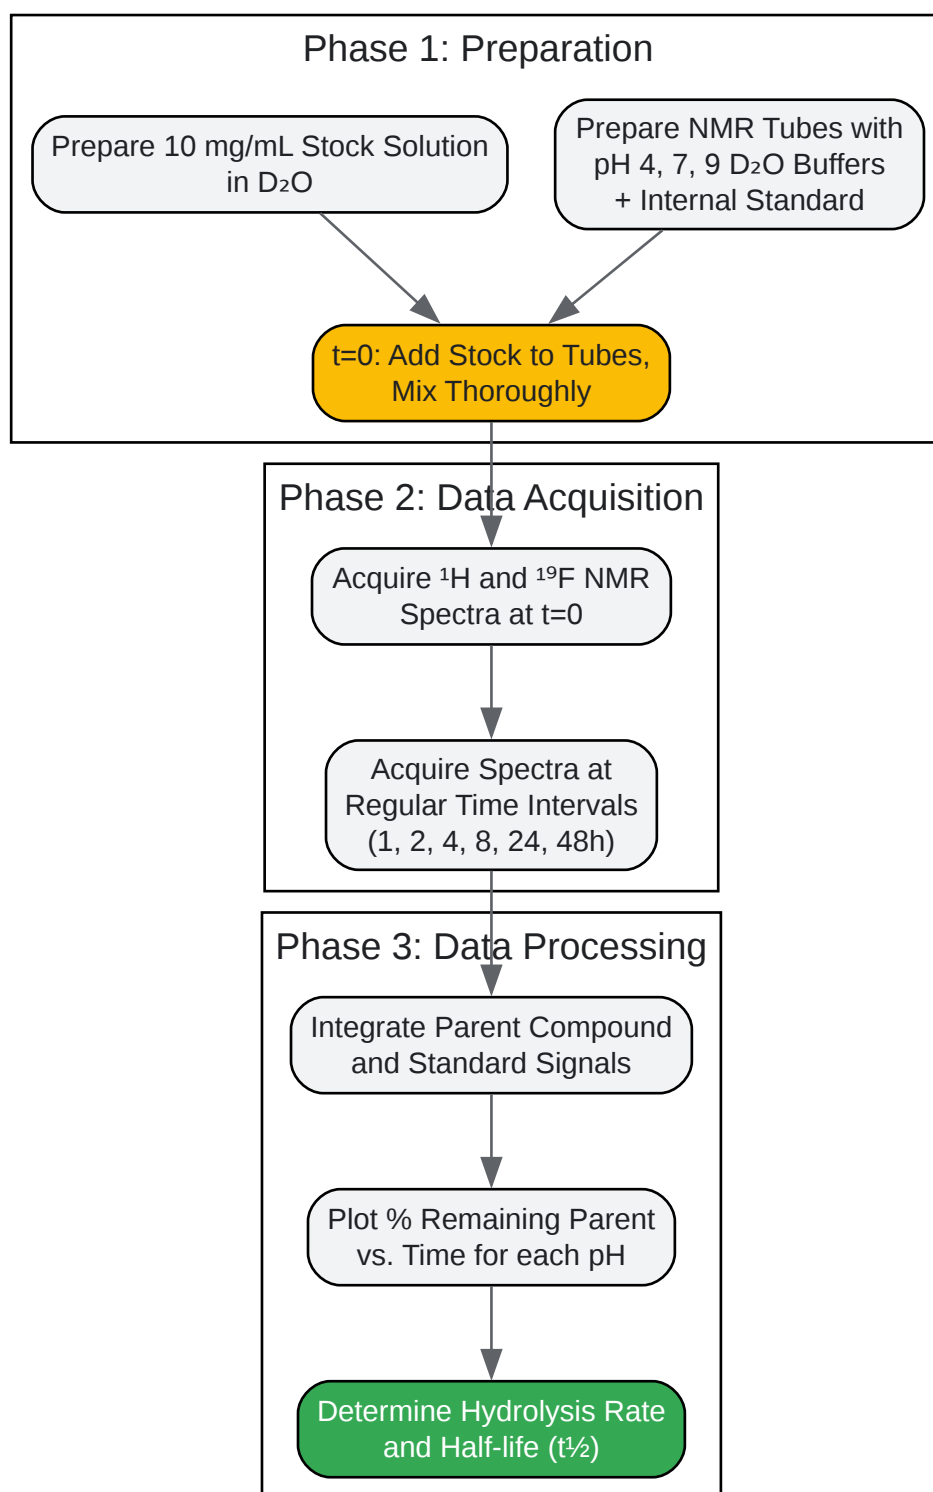 Phase 1: Preparation
Prepare 10 mg/mL Stock Solution
in D₂O
Prepare NMR Tubes with
pH 4, 7, 9 D₂O Buffers
+ Internal Standard
t=0: Add Stock to Tubes,
Mix Thoroughly
Phase 2: Data Acquisition
Acquire ¹H and ¹⁹F NMR
Spectra at t=0
Acquire Spectra at
Regular Time Intervals
(1, 2, 4, 8, 24, 48h)
Phase 3: Data Processing
Integrate Parent Compound
and Standard Signals
Plot % Remaining Parent
vs. Time for each pH
Determine Hydrolysis Rate
and Half-life (t½)